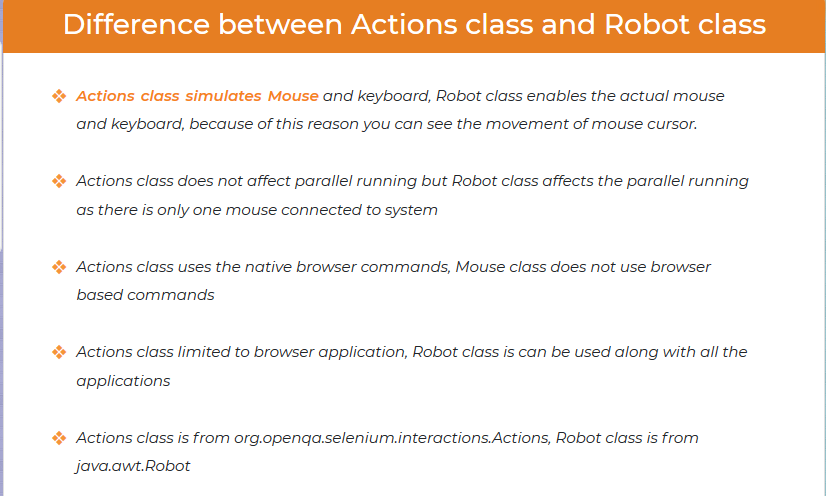 Difference between Actions class and Robot class
❖ Actions class simulates Mouse and keyboard, Robot class enables the actual mouse
and keyboard, because of this reason you can see the movement of mouse cursor.
❖ Actions class does not affect parallel running but Robot class affects the parallel running
as there is only one mouse connected to system
❖ Actions class uses the native browser commands, Mouse class does not use browser
based commands
❖ Actions class limited to browser application, Robot class is can be used along with all the
applications
❖ Actions class is from org.openqa.selenium.interactions.Actions, Robot class is from
java.awt.Robot